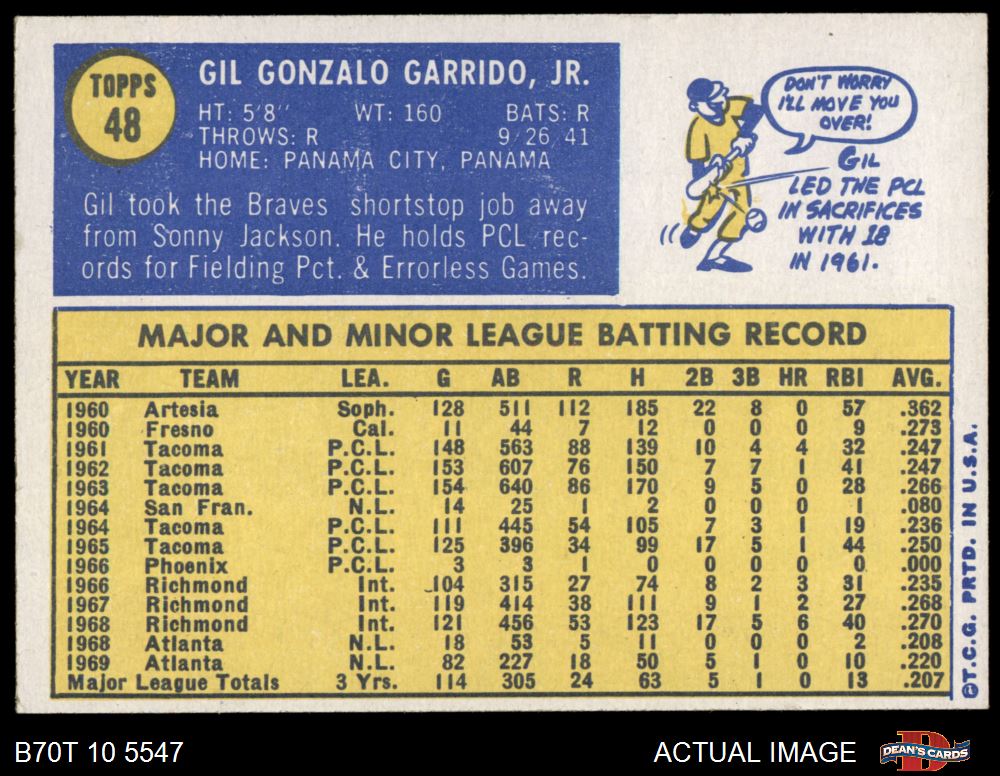 TOPPS
48
GIL GONZALO GARRIDO, JR.
HT: 5'8" WT: 160 BATS: R
THROWS: R 9 26 41
HOME: PANAMA CITY, PANAMA
Gil took the Braves shortstop job away
from Sonny Jackson. He holds PCL rec-
ords for Fielding Pct. & Errorless Games.
DON'T WORRY
I'LL MOVE YOU
OVER!
GIL
LED THE PCL
IN SACRIFICES
WITH 18
IN 1961.
MAJOR AND MINOR LEAGUE BATTING RECORD
YEAR TEAM LEA. G AB R H 2B 3B HR RBI AVG.
1960 Artesia Soph. 128 511 112 185 22 8 0 57 .362
1960 Fresno Cal. 11 44 7 12 0 0 0 9 .273
1961 Tacoma P.C.L. 148 563 88 139 10 4 4 32 .247
1962 Tacoma P.C.L. 153 607 76 150 7 7 1 41 .247
1963 Tacoma P.C.L. 154 640 86 170 9 5 0 28 .266
1964 San Fran. N.L. 14 25 1 2 0 0 0 1 .080
1964 Tacoma P.C.L. 111 445 54 105 7 3 1 19 .236
1965 Tacoma P.C.L. 125 396 34 99 17 5 1 44 .250
1966 Phoenix P.C.L. 3 3 1 0 0 0 0 0 .000
1966 Richmond Int. 104 315 27 74 8 2 3 31 .235
1967 Richmond Int. 119 414 38 111 9 1 2 27 .268
1968 Richmond Int. 121 456 53 123 17 5 6 40 .270
1968 Atlanta N.L. 18 53 5 11 0 0 0 2 .208
1969 Atlanta N.L. 82 227 18 50 5 1 0 10 .220
Major League Totals 3 Yrs. 114 305 24 63 5 1 0 13 .207
©T.C.G. PRTD. IN U.S.A.
B70T 10 5547
ACTUAL IMAGE
D
DEAN'S CARDS